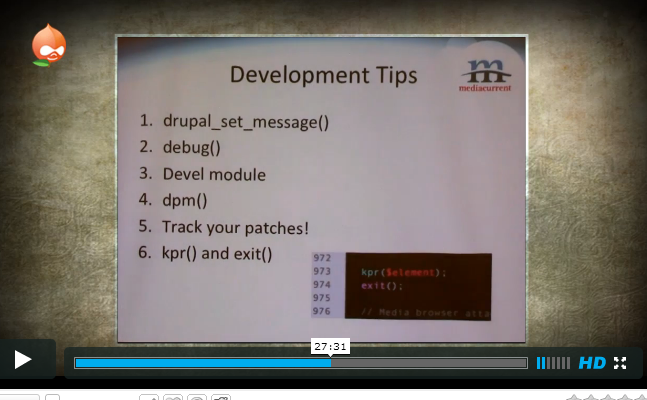 Development Tips
mediacurrent
1. drupal_set_message()
2. debug()
3. Devel module
4. dpm()
5. Track your patches!
6. kpr() and exit()
972
973 kpr($element);
974 exit();
975
976 // Media browser atta
27:31
HD